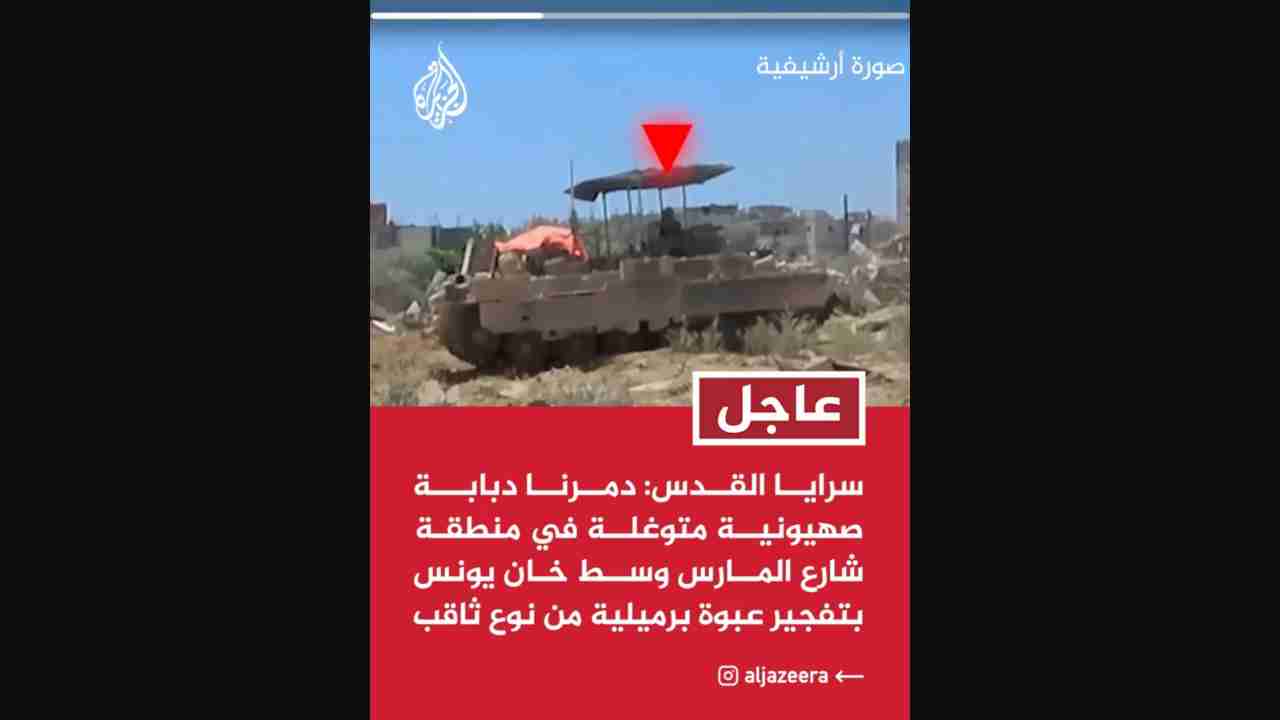 صورة أرشيفية
الجزيرة
عاجل
سرايا القدس: دمرنا دبابة
صهيونية متوغلة في منطقة
شارع المارس وسط خان يونس
بتفجير عبوة برميلية من نوع ثاقب
aljazeera